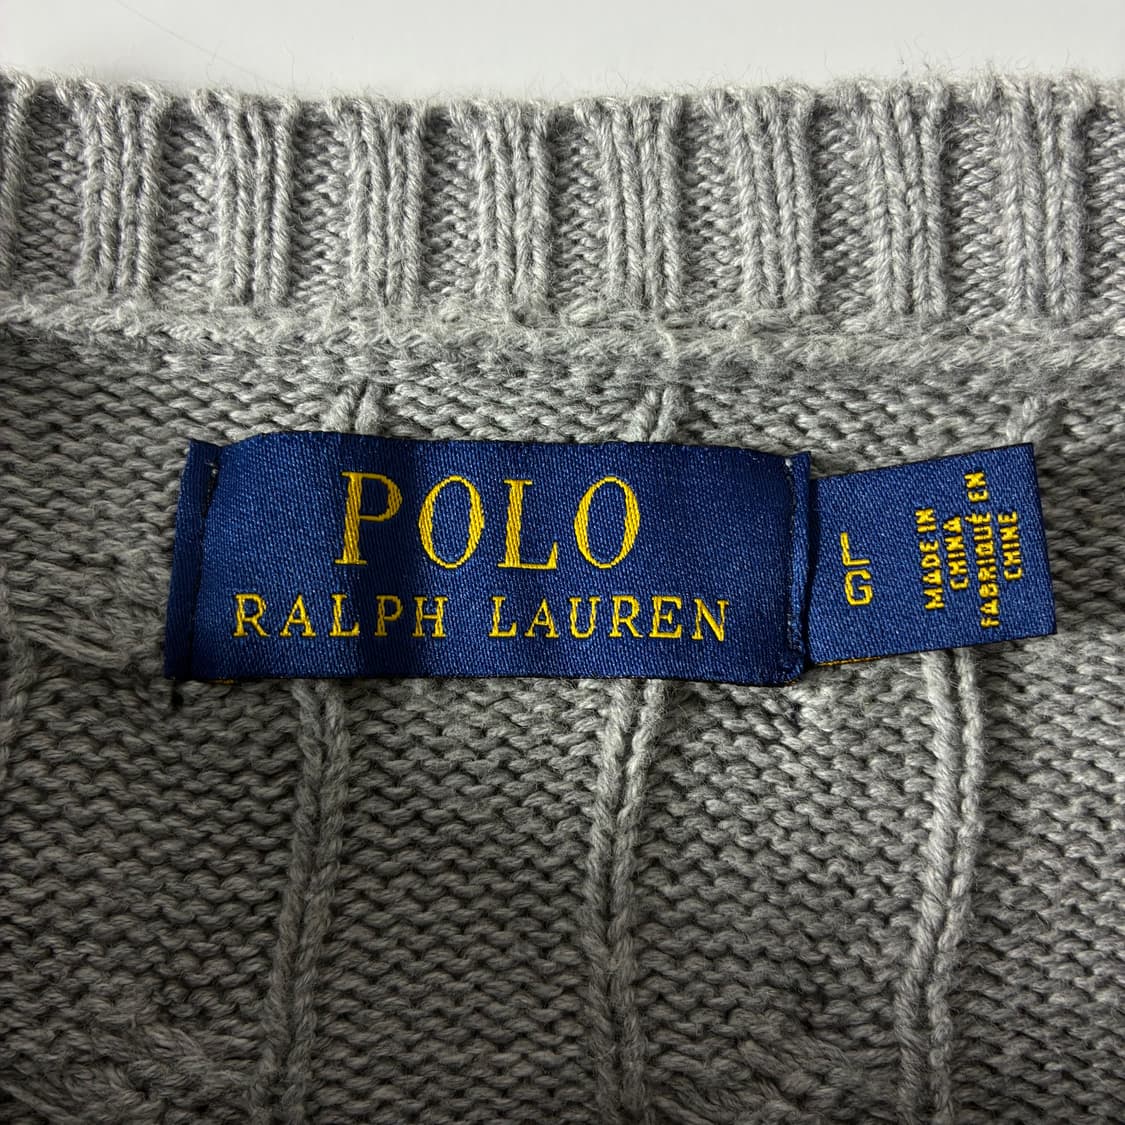 POLO
RALPH LAUREN
G L
MADE IN
CHINA
FABRIQUÉ EN
CHINE